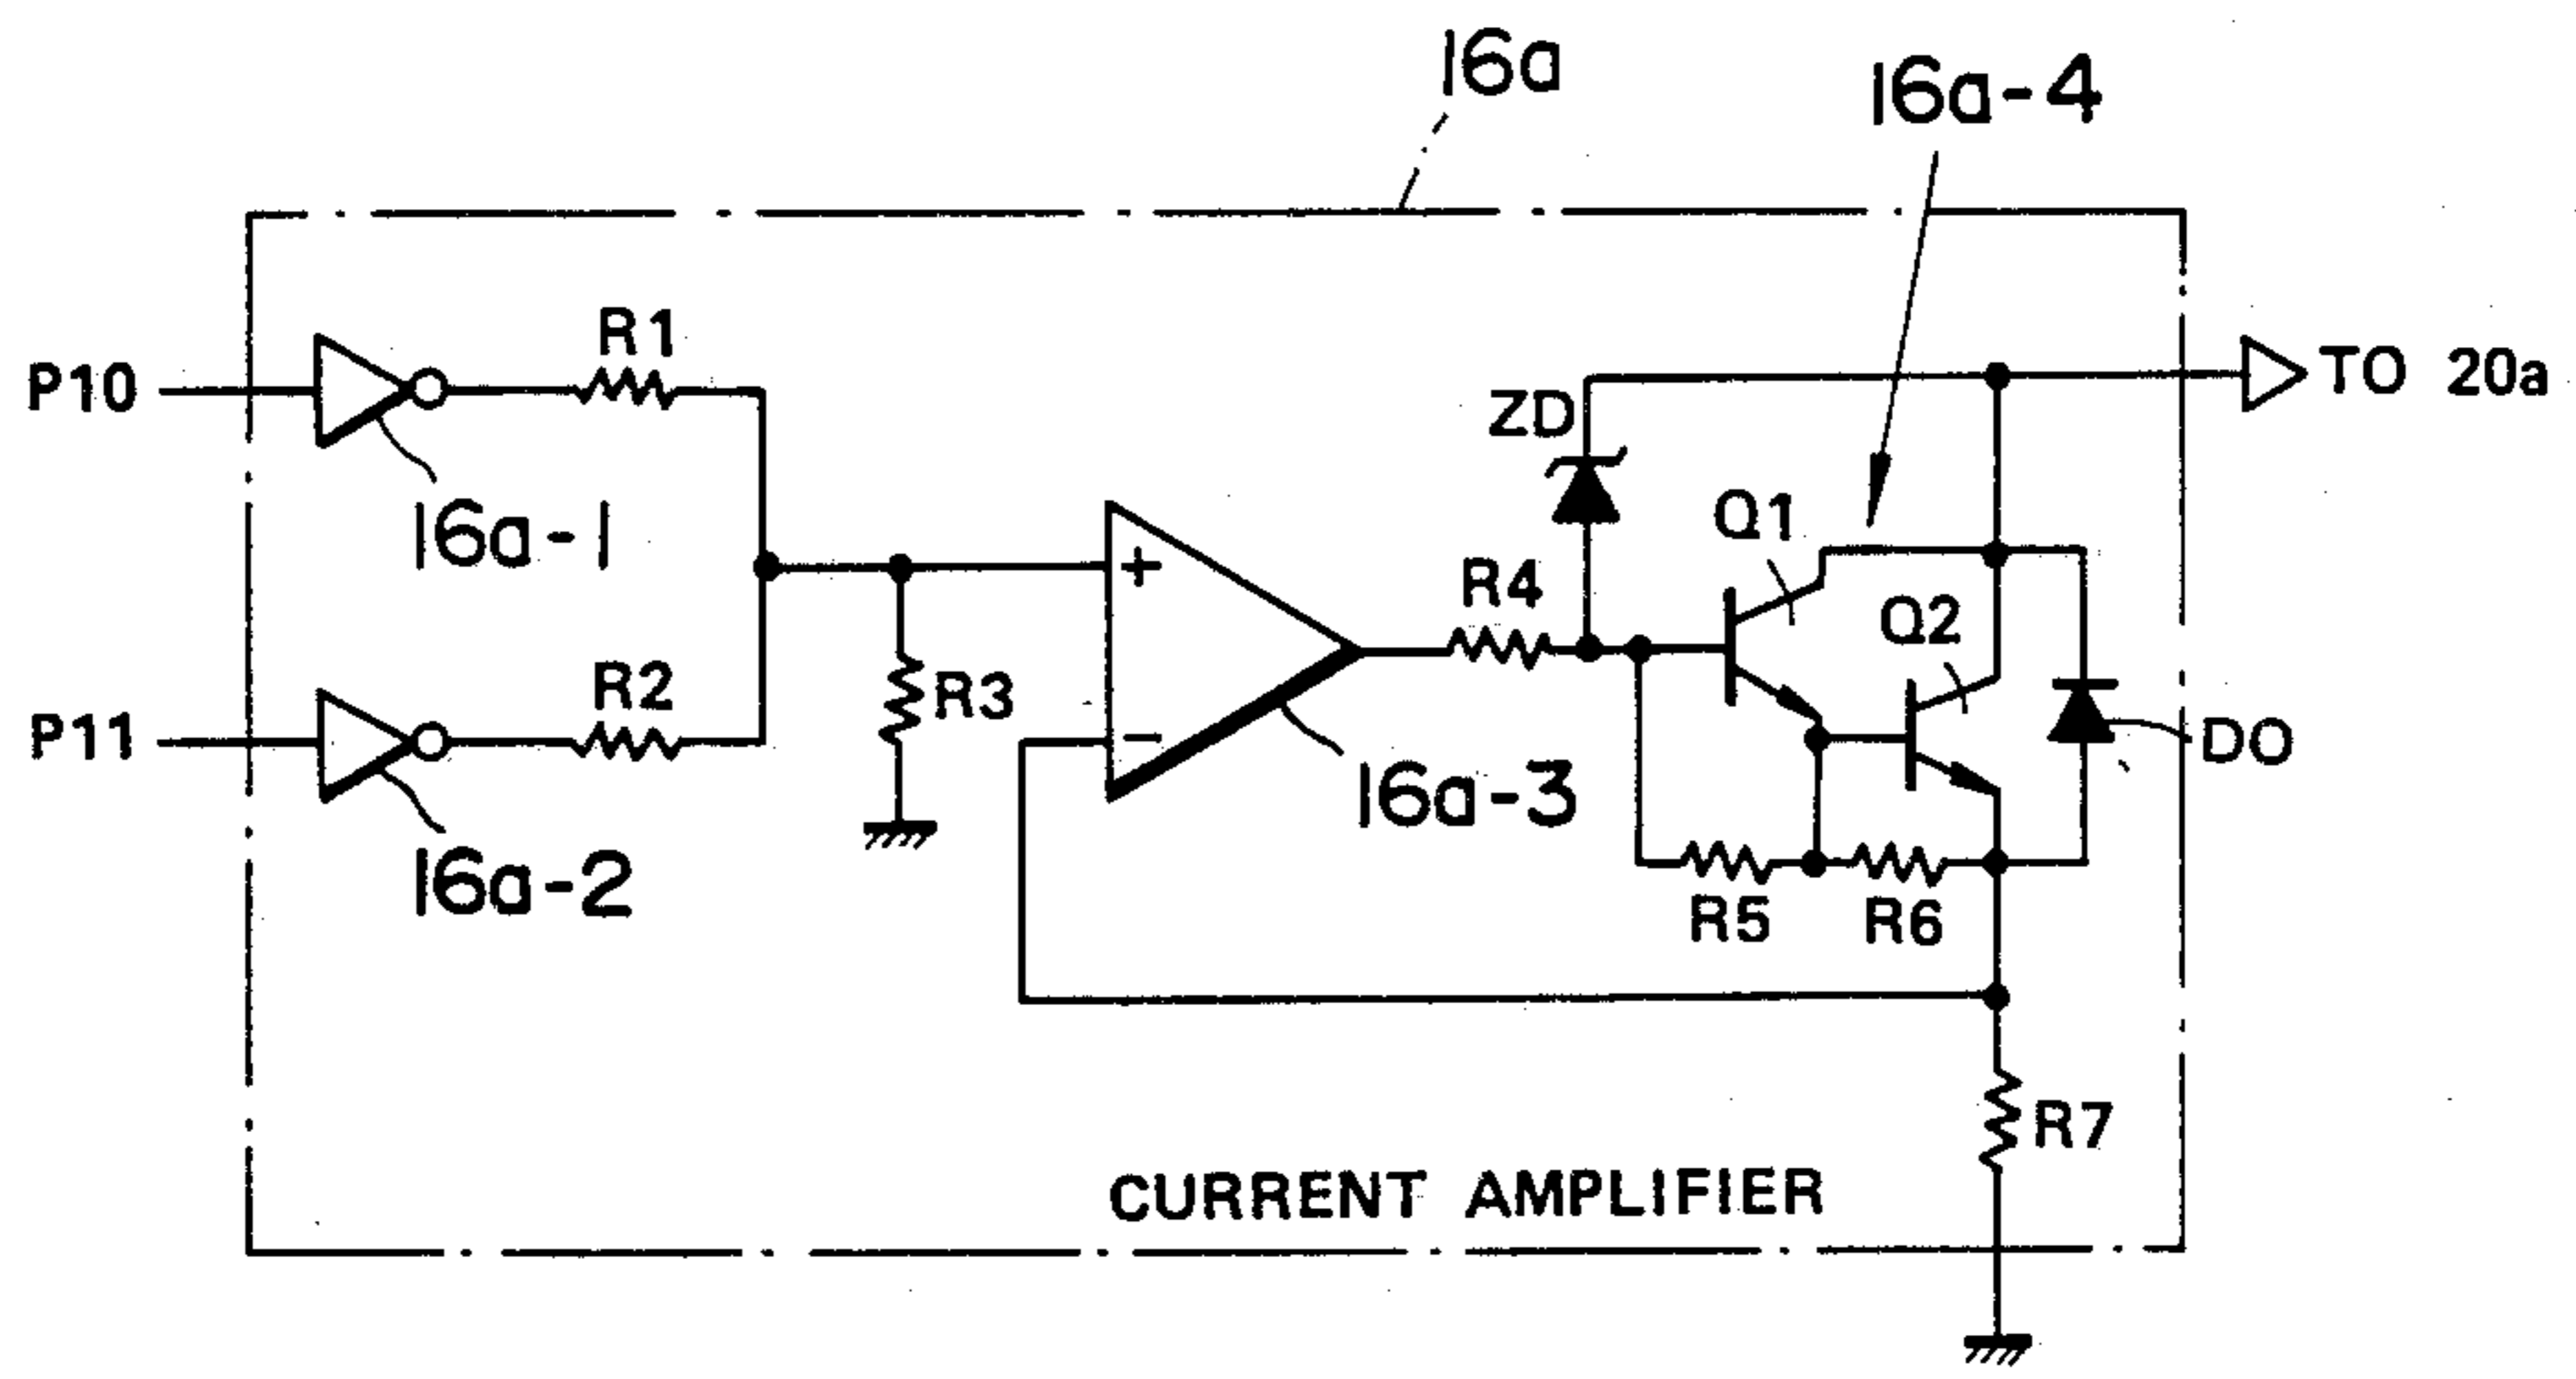 16a
16a-4
P10
R1
TO 20a
16a-1
ZD
Q1
+
R4
Q2
P11
R2
R3
-
DO
16a-3
16a-2
R5
R6
R7
CURRENT AMPLIFIER